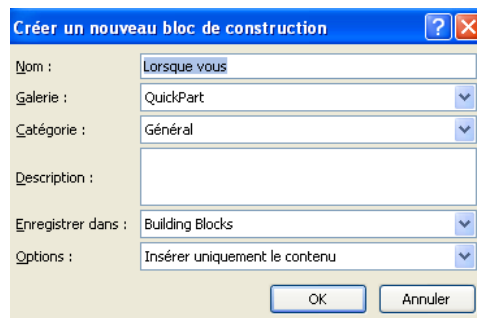 Créer un nouveau bloc de construction
Nom : Lorsque vous
Galerie : QuickPart
Catégorie : Général
Description :
Enregistrer dans : Building Blocks
Options : Insérer uniquement le contenu
OK Annuler